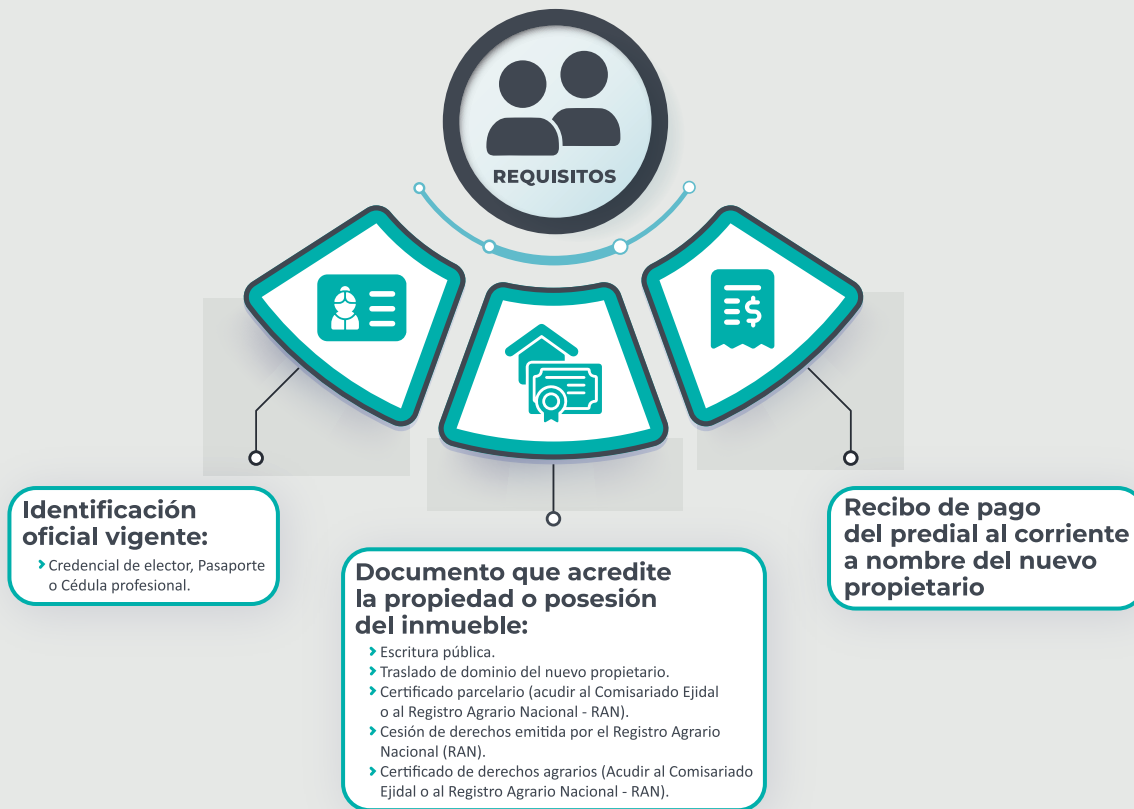 REQUISITOS
Identificación
oficial vigente:
Credencial de elector, Pasaporte
o Cédula profesional.
Documento que acredite
la propiedad o posesión
del inmueble:
Escritura pública.
Traslado de dominio del nuevo propietario.
Certificado parcelario (acudir al Comisariado Ejidal
o al Registro Agrario Nacional - RAN).
Cesión de derechos emitida por el Registro Agrario
Nacional (RAN).
Certificado de derechos agrarios (Acudir al Comisariado
Ejidal o al Registro Agrario Nacional - RAN).
Recibo de pago
del predial al corriente
a nombre del nuevo
propietario